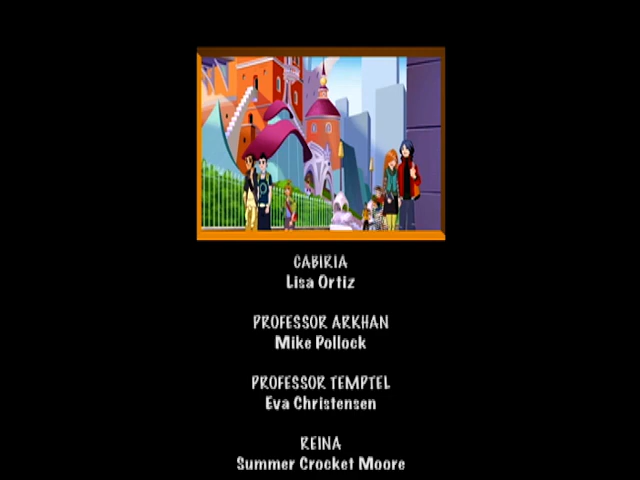 CABIRIA
Lisa Ortiz
PROFESSOR ARKHAN
Mike Pollock
PROFESSOR TEMPTEL
Eva Christensen
REINA
Summer Crocket Moore